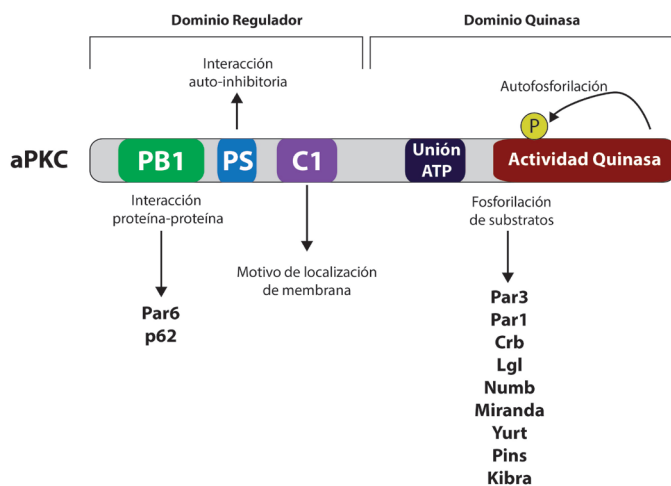 Dominio Regulador
Dominio Quinasa
Interacción
auto-inhibitoria
Autofosforilación
P
aPKC
PB1
PS
C1
Unión
ATP
Actividad Quinasa
Interacción
proteína-proteína
Fosforilación
de substratos
Motivo de localización
de membrana
Par6
p62
Par3
Par1
Crb
Lgl
Numb
Miranda
Yurt
Pins
Kibra